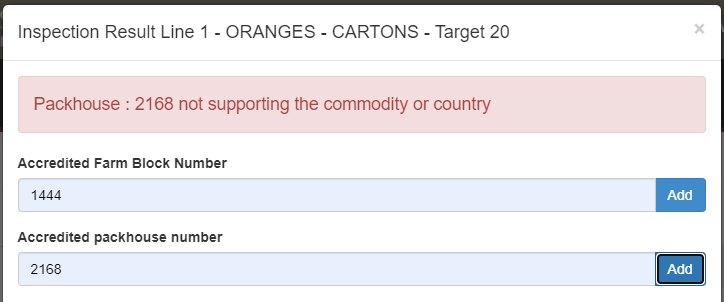 Inspection Result Line 1 - ORANGES - CARTONS - Target 20
×
Packhouse : 2168 not supporting the commodity or country
Accredited Farm Block Number
1444 Add
Accredited packhouse number
2168 Add